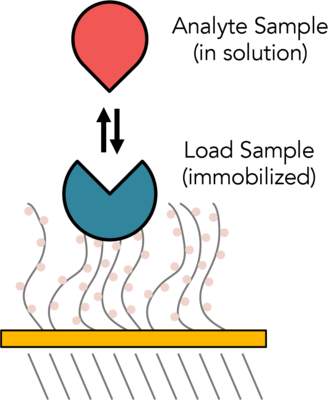 Analyte Sample
(in solution)
Load Sample
(immobilized)